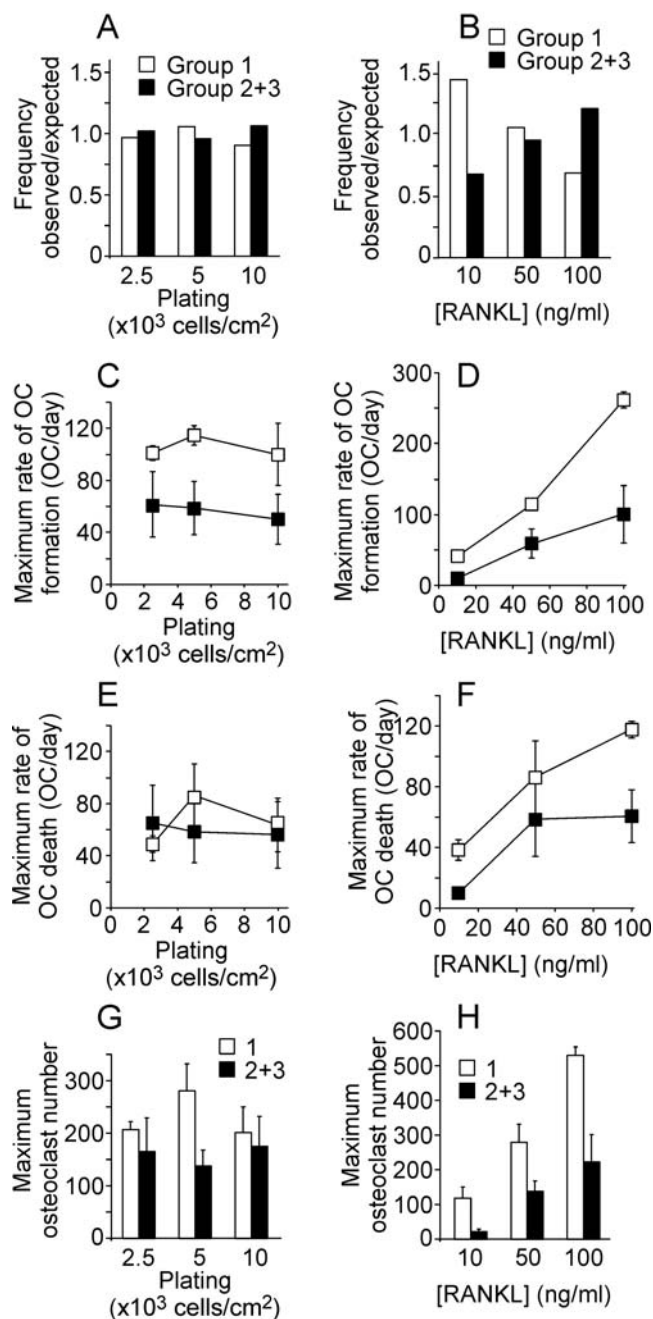 A
Group 1
Group 2+3
Frequency
observed/expected
1.5
1.0
0.5
0
2.5 5 10
Plating
(x10³ cells/cm²)
B
Group 1
Group 2+3
Frequency
observed/expected
1.5
1.0
0.5
0
10 50 100
[RANKL] (ng/ml)
C
Maximum rate of OC
formation (OC/day)
120
80
40
0
0 2 4 6 8 10
Plating
(x10³ cells/cm²)
D
Maximum rate of OC
formation (OC/day)
300
200
100
0
0 20 40 60 80 100
[RANKL] (ng/ml)
E
Maximum rate of
OC death (OC/day)
120
80
40
0
0 2 4 6 8 10
Plating
(x10³ cells/cm²)
F
Maximum rate of
OC death (OC/day)
120
80
40
0
0 20 40 60 80 100
[RANKL] (ng/ml)
G
1
2+3
Maximum
osteoclast number
300
200
100
0
2.5 5 10
Plating
(x10³ cells/cm²)
H
1
2+3
Maximum
osteoclast number
600
500
400
300
200
100
0
10 50 100
[RANKL] (ng/ml)